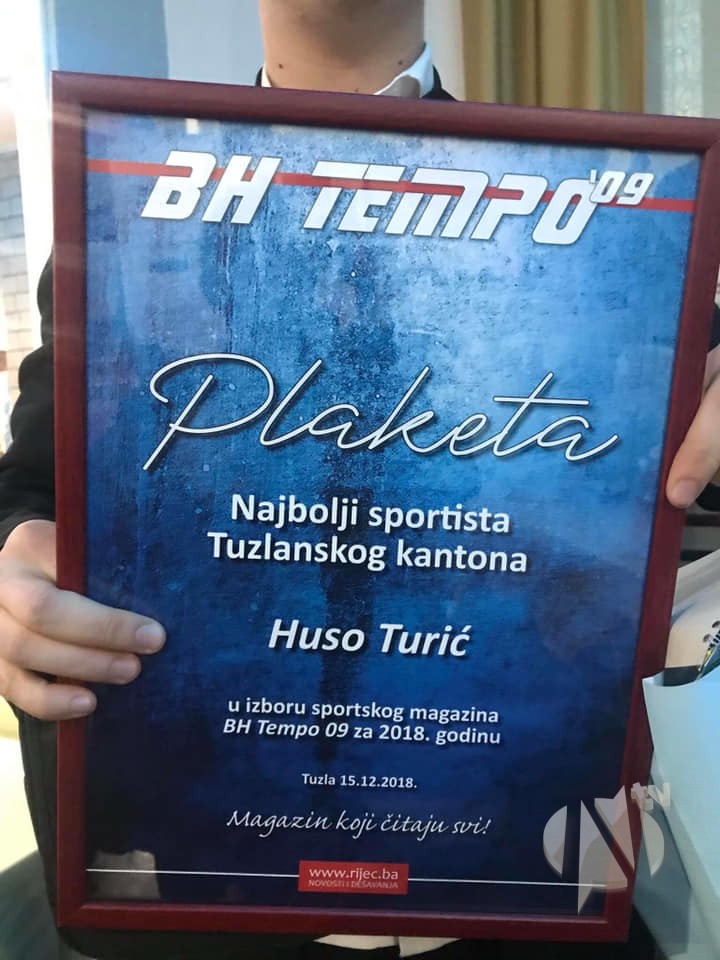 BH TEMPO '09
Plaketa
Najbolji sportista
Tuzlanskog kantona
Huso Turić
u izboru sportskog magazina
BH Tempo 09 za 2018. godinu
Tuzla 15.12.2018.
Magazin koji čitaju svi!
www.rijec.ba
NOVOSTI I DEŠAVANJA
tv